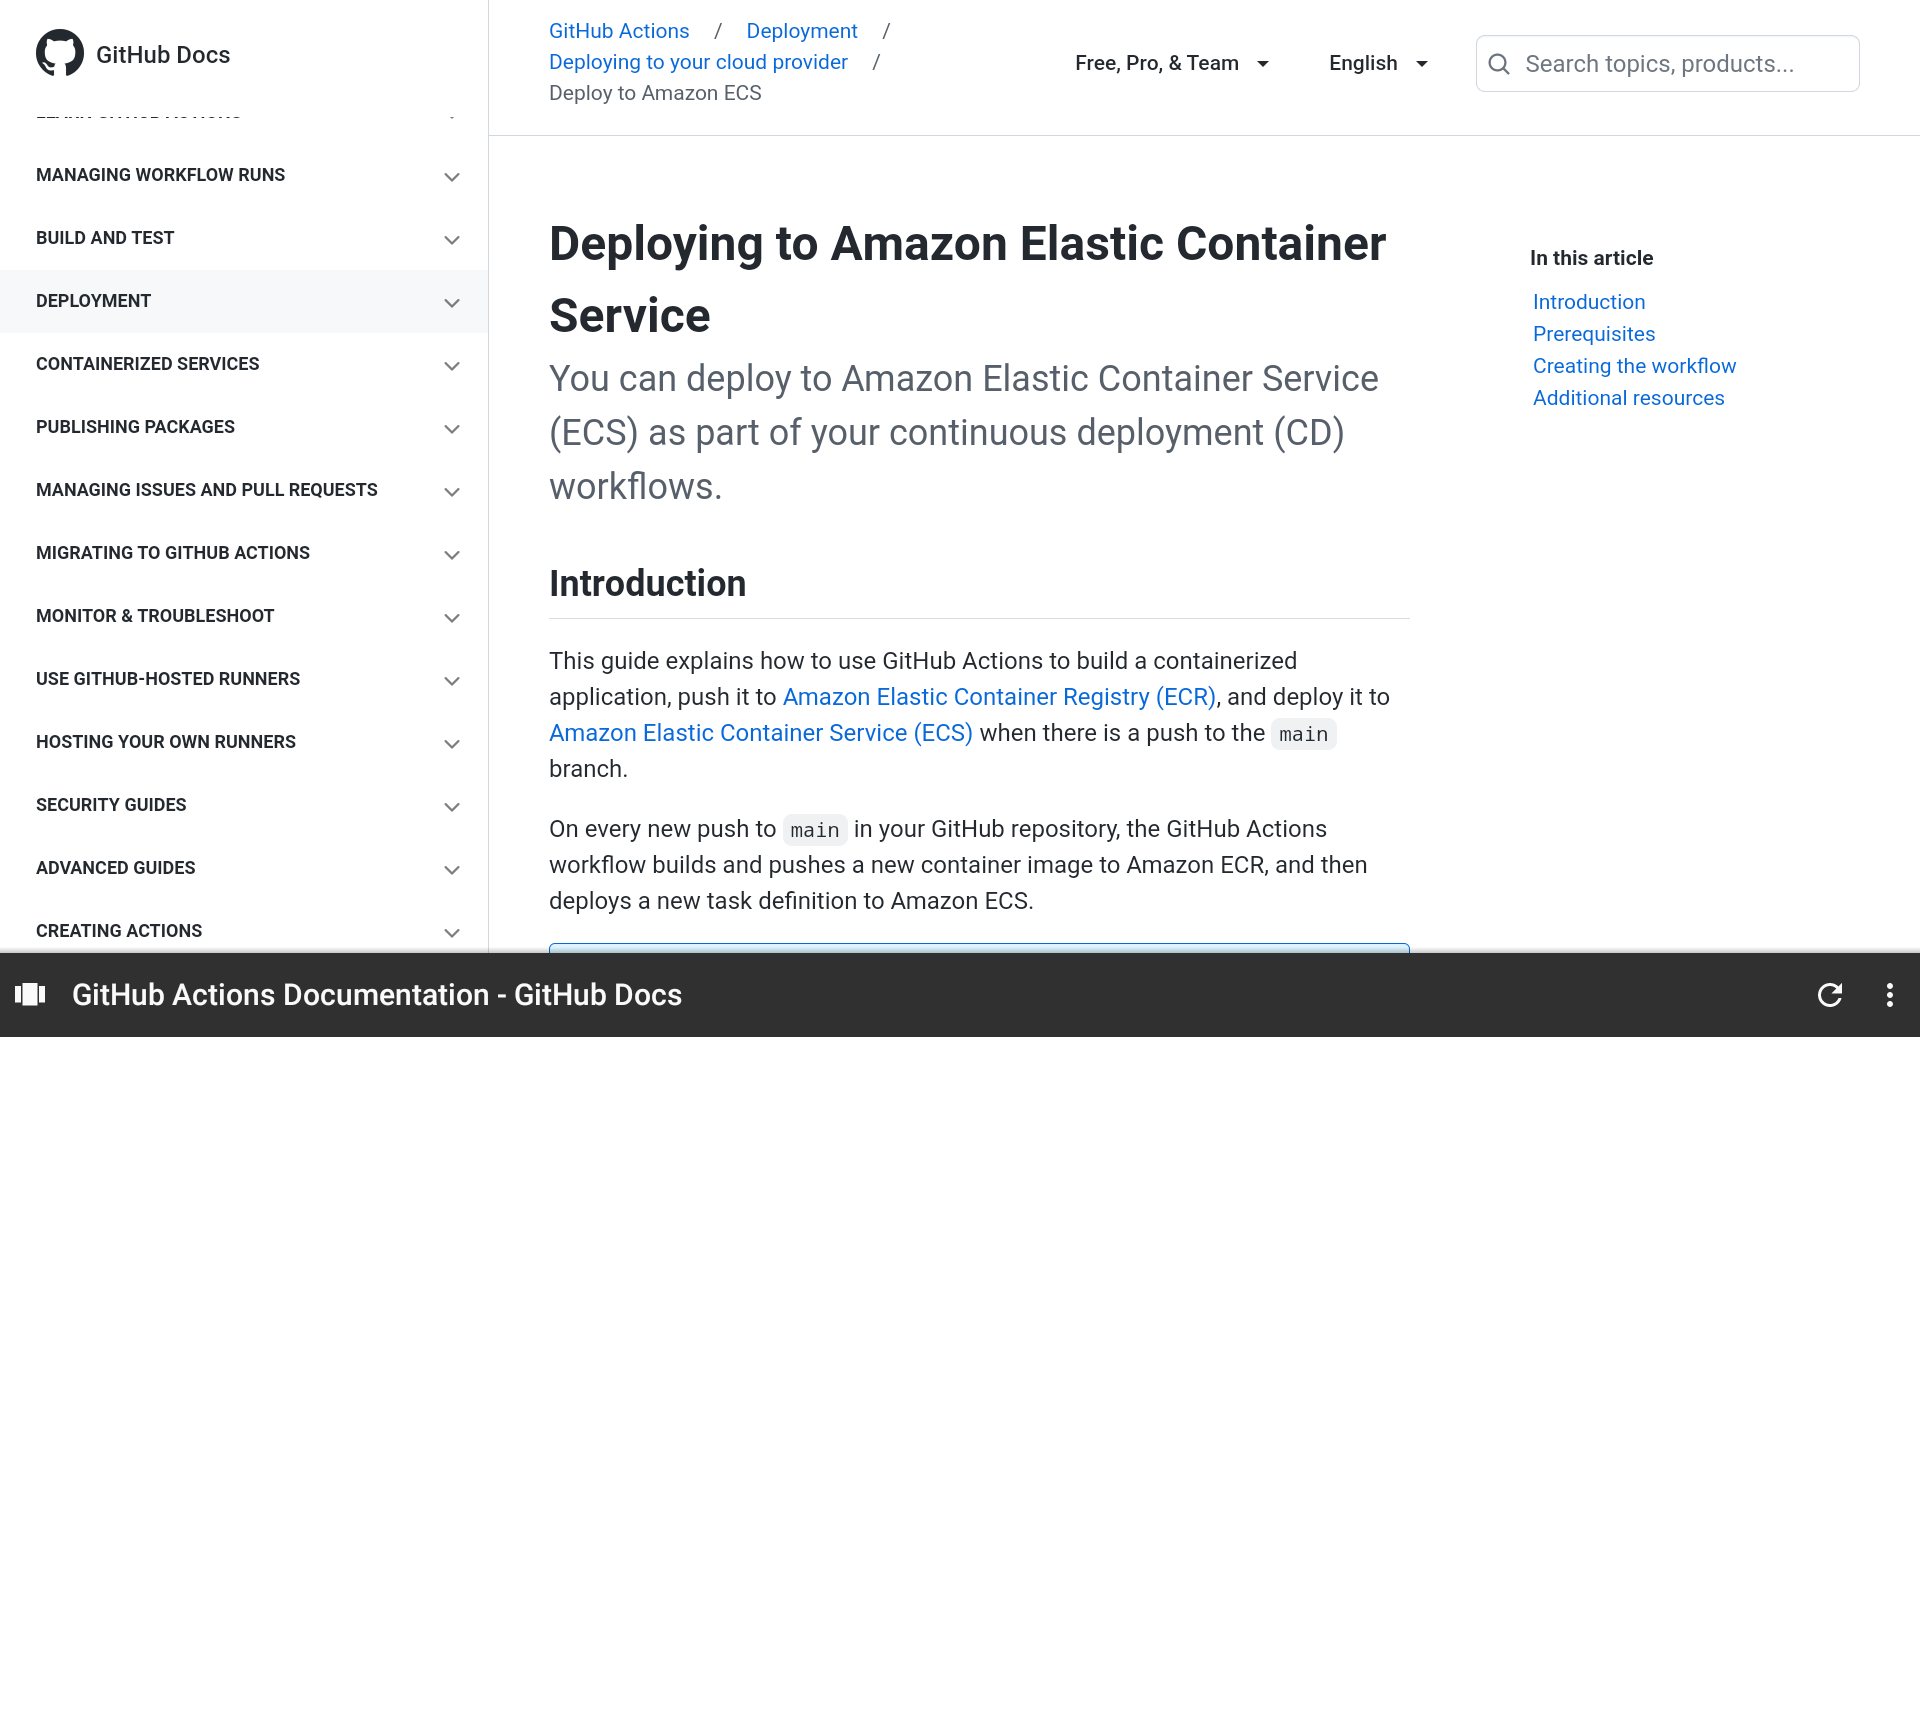 GitHub Docs
MANAGING WORKFLOW RUNS
BUILD AND TEST
DEPLOYMENT
CONTAINERIZED SERVICES
PUBLISHING PACKAGES
MANAGING ISSUES AND PULL REQUESTS
MIGRATING TO GITHUB ACTIONS
MONITOR & TROUBLESHOOT
USE GITHUB-HOSTED RUNNERS
HOSTING YOUR OWN RUNNERS
SECURITY GUIDES
ADVANCED GUIDES
CREATING ACTIONS
GitHub Actions / Deployment /
Deploying to your cloud provider /
Deploy to Amazon ECS
Free, Pro, & Team
English
Search topics, products...
Deploying to Amazon Elastic Container
Service
You can deploy to Amazon Elastic Container Service
(ECS) as part of your continuous deployment (CD)
workflows.
Introduction
This guide explains how to use GitHub Actions to build a containerized
application, push it to Amazon Elastic Container Registry (ECR), and deploy it to
Amazon Elastic Container Service (ECS) when there is a push to the main
branch.
On every new push to main in your GitHub repository, the GitHub Actions
workflow builds and pushes a new container image to Amazon ECR, and then
deploys a new task definition to Amazon ECS.
In this article
Introduction
Prerequisites
Creating the workflow
Additional resources
GitHub Actions Documentation - GitHub Docs